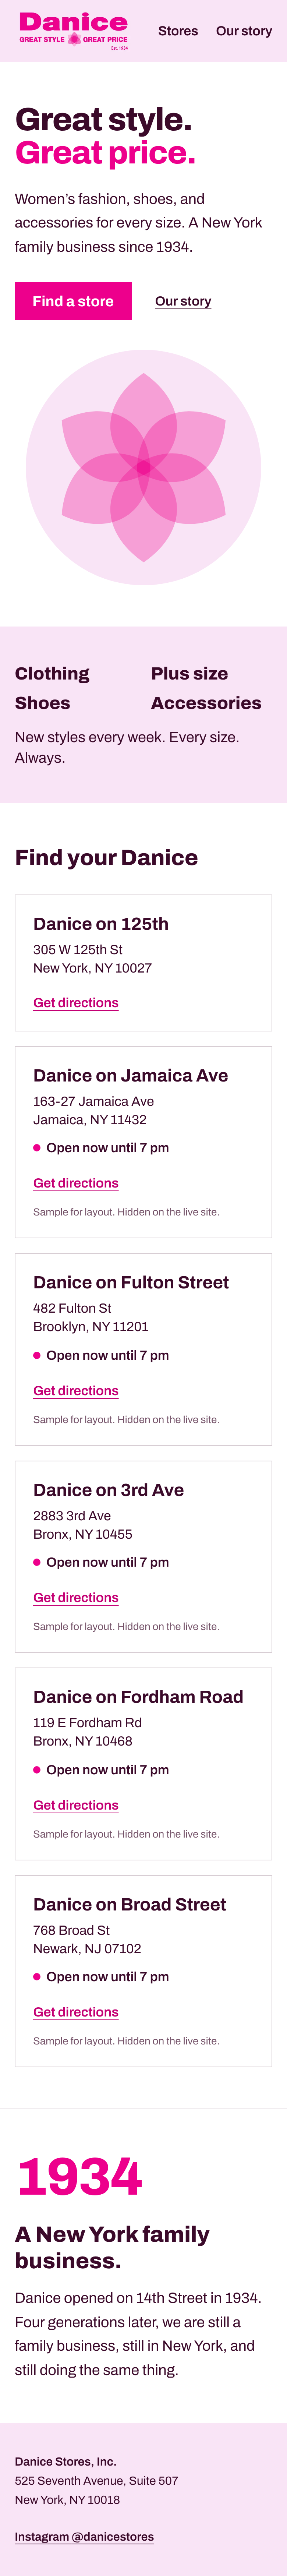 Danice
GREAT STYLE GREAT PRICE
Est. 1934
Stores Our story
Great style.
Great price.
Women’s fashion, shoes, and
accessories for every size. A New York
family business since 1934.
Find a store Our story
Clothing Plus size
Shoes Accessories
New styles every week. Every size.
Always.
Find your Danice
Danice on 125th
305 W 125th St
New York, NY 10027
Get directions
Danice on Jamaica Ave
163-27 Jamaica Ave
Jamaica, NY 11432
Open now until 7 pm
Get directions
Sample for layout. Hidden on the live site.
Danice on Fulton Street
482 Fulton St
Brooklyn, NY 11201
Open now until 7 pm
Get directions
Sample for layout. Hidden on the live site.
Danice on 3rd Ave
2883 3rd Ave
Bronx, NY 10455
Open now until 7 pm
Get directions
Sample for layout. Hidden on the live site.
Danice on Fordham Road
119 E Fordham Rd
Bronx, NY 10468
Open now until 7 pm
Get directions
Sample for layout. Hidden on the live site.
Danice on Broad Street
768 Broad St
Newark, NJ 07102
Open now until 7 pm
Get directions
Sample for layout. Hidden on the live site.
1934
A New York family
business.
Danice opened on 14th Street in 1934.
Four generations later, we are still a
family business, still in New York, and
still doing the same thing.
Danice Stores, Inc.
525 Seventh Avenue, Suite 507
New York, NY 10018
Instagram @danicestores